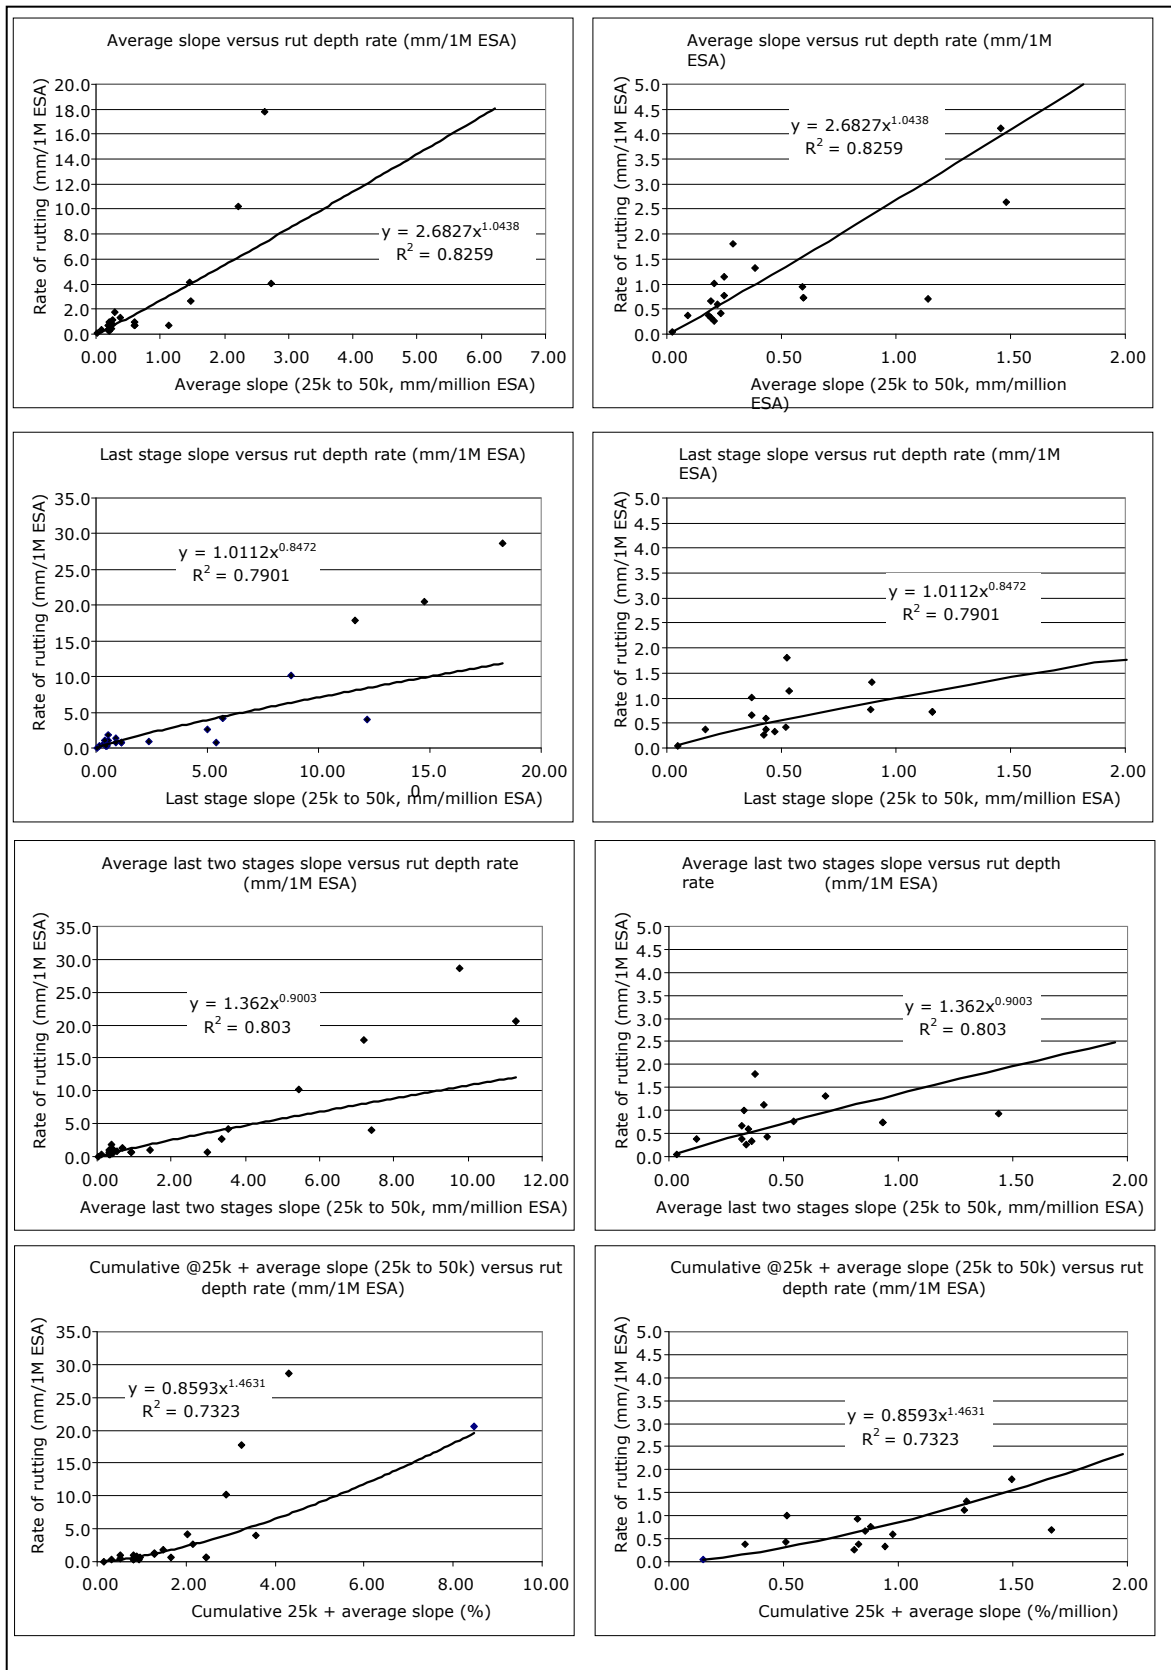 Average slope versus rut depth rate (mm/1M ESA)
Rate of rutting (mm/1M ESA)
20.0
18.0
16.0
14.0
12.0
10.0
8.0
6.0
4.0
2.0
0.0
y = 2.6827x^1.0438
R² = 0.8259
0.00 1.00 2.00 3.00 4.00 5.00 6.00 7.00
Average slope (25k to 50k, mm/million ESA)
Average slope versus rut depth rate (mm/1M
ESA)
Rate of rutting (mm/1M ESA)
5.0
4.5
4.0
3.5
3.0
2.5
2.0
1.5
1.0
0.5
0.0
y = 2.6827x^1.0438
R² = 0.8259
0.00 0.50 1.00 1.50 2.00
Average slope (25k to 50k, mm/million
ESA)
Last stage slope versus rut depth rate (mm/1M ESA)
Rate of rutting (mm/1M ESA)
35.0
30.0
25.0
20.0
15.0
10.0
5.0
0.0
y = 1.0112x^0.8472
R² = 0.7901
0.00 5.00 10.00 15.0 20.00
0
Last stage slope (25k to 50k, mm/million ESA)
Last stage slope versus rut depth rate (mm/1M
ESA)
Rate of rutting (mm/1M ESA)
5.0
4.5
4.0
3.5
3.0
2.5
2.0
1.5
1.0
0.5
0.0
y = 1.0112x^0.8472
R² = 0.7901
0.00 0.50 1.00 1.50 2.00
Last stage slope (25k to 50k, mm/million ESA)
Average last two stages slope versus rut depth rate
(mm/1M ESA)
Rate of rutting (mm/1M ESA)
35.0
30.0
25.0
20.0
15.0
10.0
5.0
0.0
y = 1.362x^0.9003
R² = 0.803
0.00 2.00 4.00 6.00 8.00 10.00 12.00
Average last two stages slope (25k to 50k, mm/million ESA)
Average last two stages slope versus rut depth
rate (mm/1M ESA)
Rate of rutting (mm/1M ESA)
5.0
4.5
4.0
3.5
3.0
2.5
2.0
1.5
1.0
0.5
0.0
y = 1.362x^0.9003
R² = 0.803
0.00 0.50 1.00 1.50 2.00
Average last two stages slope (25k to 50k, mm/million ESA)
Cumulative @25k + average slope (25k to 50k) versus rut
depth rate (mm/1M ESA)
Rate of rutting (mm/1M ESA)
35.0
30.0
25.0
20.0
15.0
10.0
5.0
0.0
y = 0.8593x^1.4631
R² = 0.7323
0.00 2.00 4.00 6.00 8.00 10.00
Cumulative 25k + average slope (%)
Cumulative @25k + average slope (25k to 50k) versus rut
depth rate (mm/1M ESA)
Rate of rutting (mm/1M ESA)
5.0
4.5
4.0
3.5
3.0
2.5
2.0
1.5
1.0
0.5
0.0
y = 0.8593x^1.4631
R² = 0.7323
0.00 0.50 1.00 1.50 2.00
Cumulative 25k + average slope (%/million)